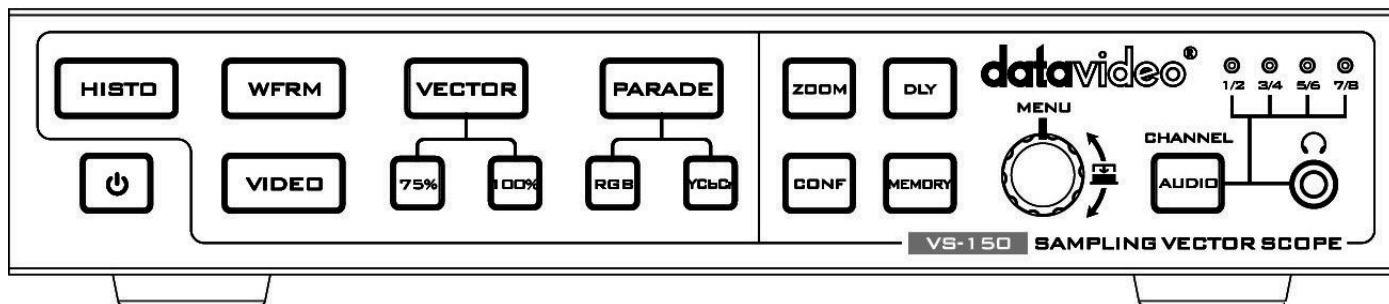 HISTO
WFRM
VECTOR
PARADE
VIDEO
75%
100%
RGB
YCbCr
ZOOM
DLY
CONF
MEMORY
datavideo®
MENU
1/2 3/4 5/6 7/8
CHANNEL
AUDIO
VS-150 SAMPLING VECTOR SCOPE